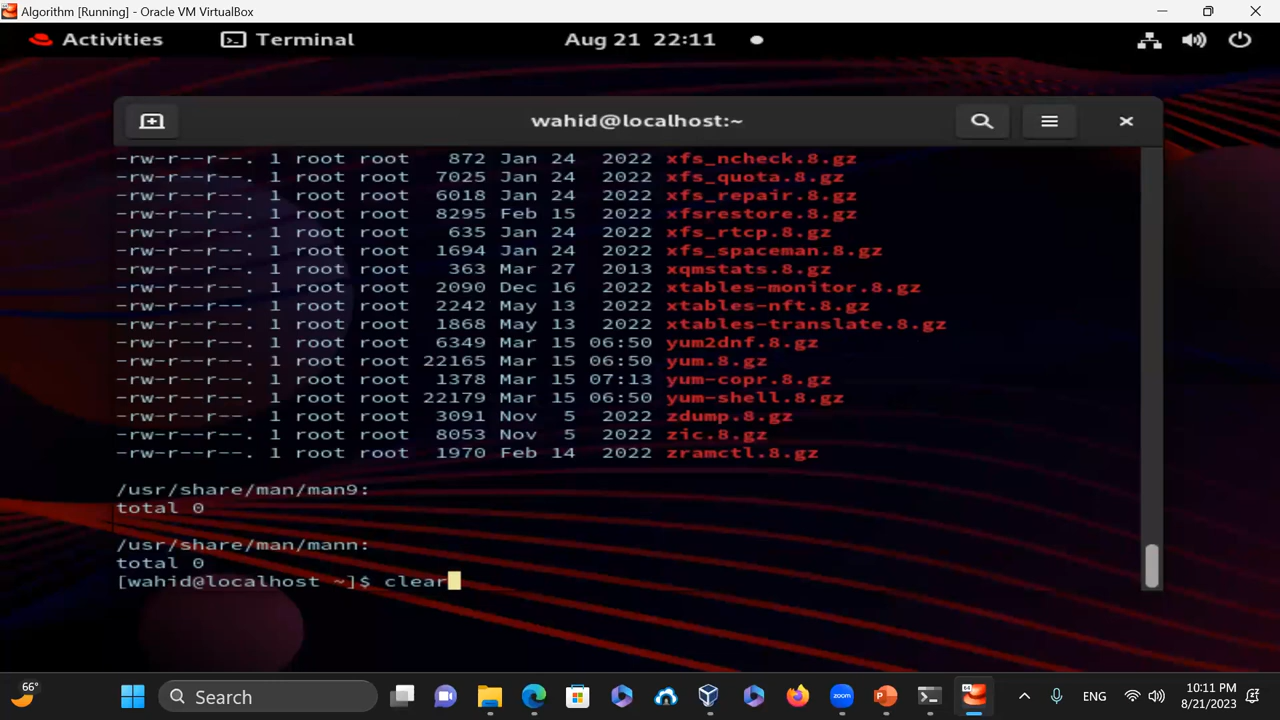 Algorithm [Running] - Oracle VM VirtualBox
Activities Terminal Aug 21 22:11
wahid@localhost:~
-rw-r--r--. 1 root root 872 Jan 24 2022 xfs_ncheck.8.gz
-rw-r--r--. 1 root root 7025 Jan 24 2022 xfs_quota.8.gz
-rw-r--r--. 1 root root 6018 Jan 24 2022 xfs_repair.8.gz
-rw-r--r--. 1 root root 8295 Feb 15 2022 xfsrestore.8.gz
-rw-r--r--. 1 root root 635 Jan 24 2022 xfs_rtcp.8.gz
-rw-r--r--. 1 root root 1694 Jan 24 2022 xfs_spaceman.8.gz
-rw-r--r--. 1 root root 363 Mar 27 2013 xqmstats.8.gz
-rw-r--r--. 1 root root 2090 Dec 16 2022 xtables-monitor.8.gz
-rw-r--r--. 1 root root 2242 May 13 2022 xtables-nft.8.gz
-rw-r--r--. 1 root root 1868 May 13 2022 xtables-translate.8.gz
-rw-r--r--. 1 root root 6349 Mar 15 06:50 yum2dnf.8.gz
-rw-r--r--. 1 root root 22165 Mar 15 06:50 yum.8.gz
-rw-r--r--. 1 root root 1378 Mar 15 07:13 yum-copr.8.gz
-rw-r--r--. 1 root root 22179 Mar 15 06:50 yum-shell.8.gz
-rw-r--r--. 1 root root 3091 Nov 5 2022 zdump.8.gz
-rw-r--r--. 1 root root 8053 Nov 5 2022 zic.8.gz
-rw-r--r--. 1 root root 1970 Feb 14 2022 zramctl.8.gz
/usr/share/man/man9:
total 0
/usr/share/man/mann:
total 0
[wahid@localhost ~]$ clear
66°
Search
zoom
ENG
10:11 PM
8/21/2023